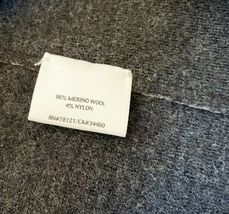 96% MERINO WOOL
4% NYLON
RN#78121/CA#34460